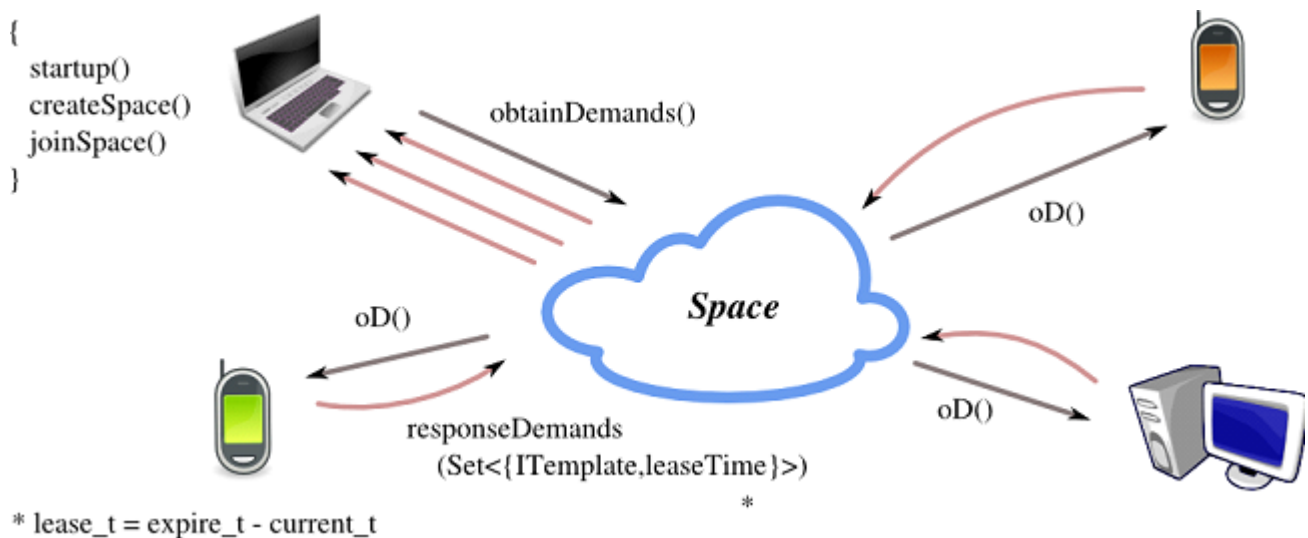 {
startup()
createSpace()
joinSpace()
}
obtainDemands()
oD()
Space
oD()
oD()
responseDemands
(Set<{ITemplate,leaseTime}>)
*
* lease_t = expire_t - current_t